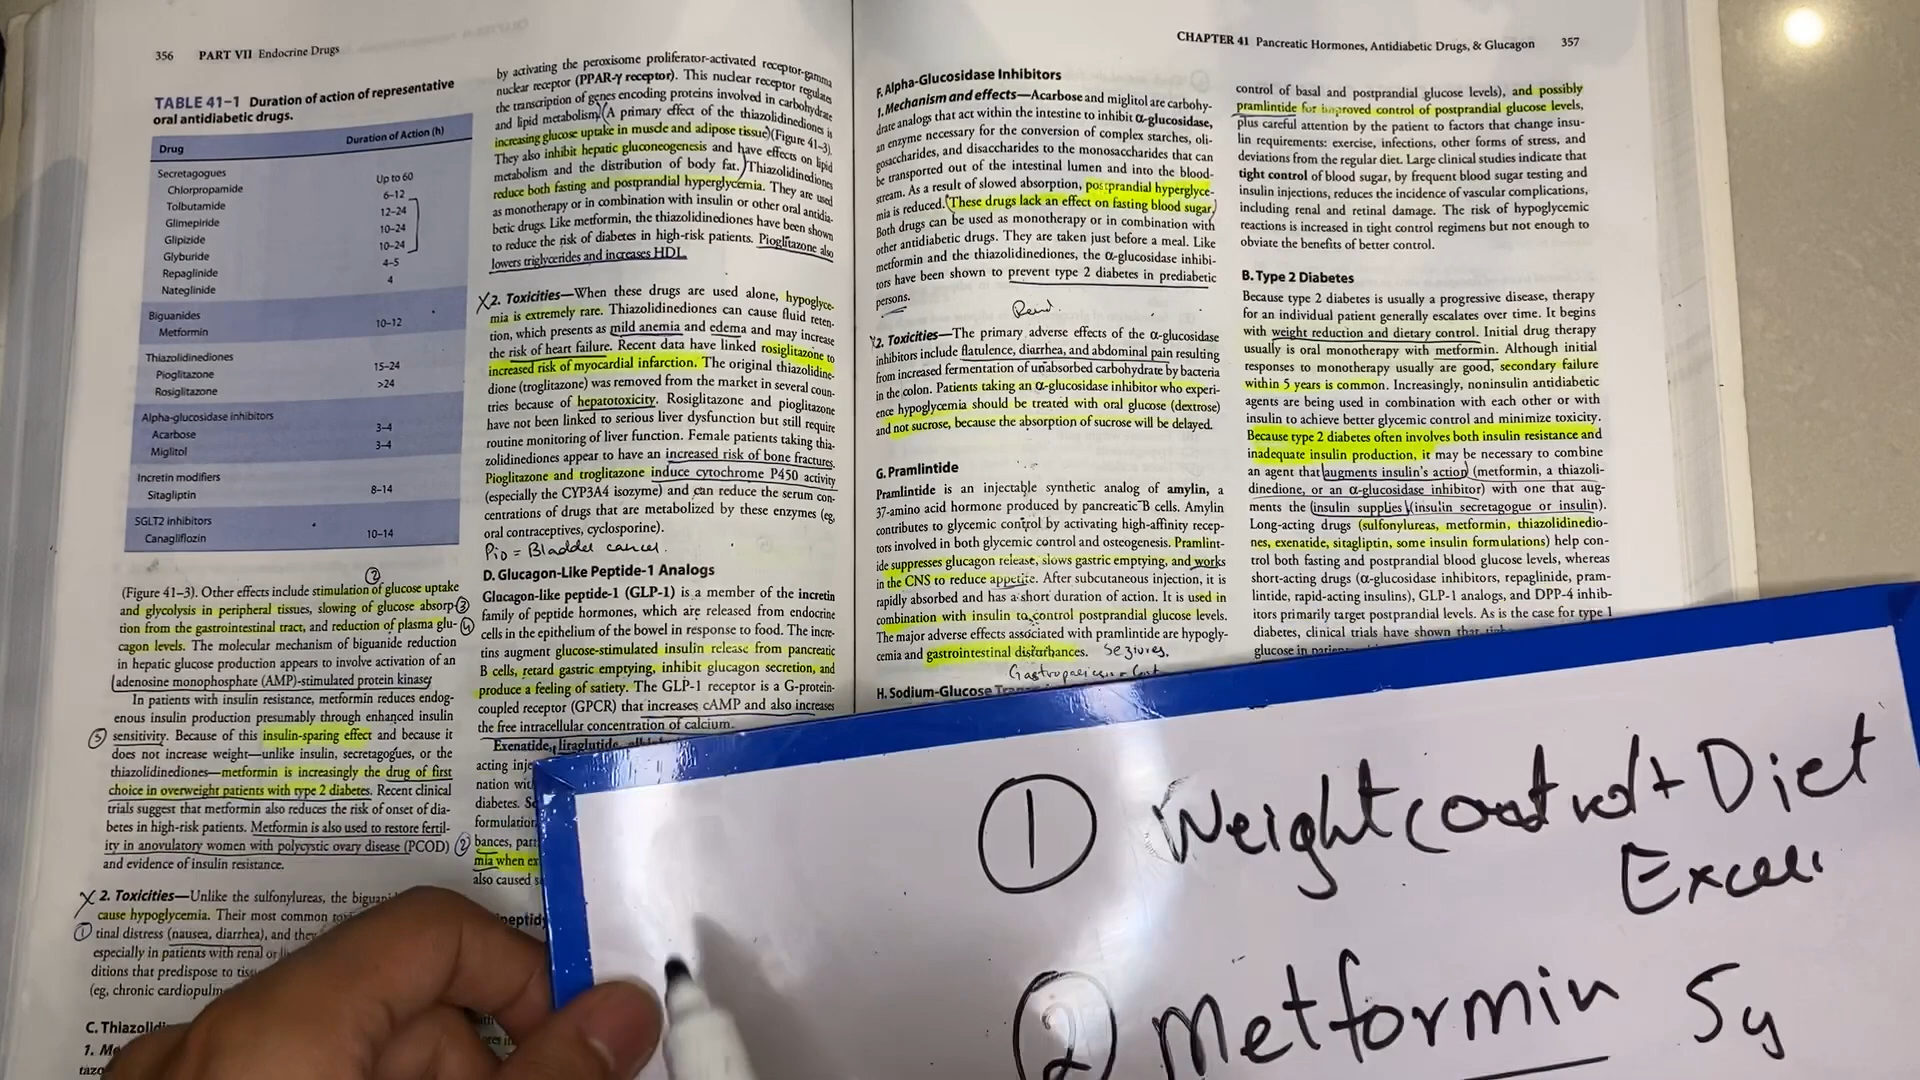 356 PART VII Endocrine Drugs
TABLE 41–1 Duration of action of representative
oral antidiabetic drugs.
Drug Duration of Action (h)
Secretagogues
Chlorpropamide Up to 60
Tolbutamide 6–12
Glimepiride 12–24
Glipizide 10–24
Glyburide 10–24
Repaglinide 4–5
Nateglinide 4
Biguanides
Metformin 10–12
Thiazolidinediones
Pioglitazone 15–24
Rosiglitazone >24
Alpha-glucosidase inhibitors
Acarbose 3–4
Miglitol 3–4
Incretin modifiers
Sitagliptin 8–14
SGLT2 inhibitors
Canagliflozin 10–14
2
(Figure 41–3). Other effects include stimulation of glucose uptake
and glycolysis in peripheral tissues, slowing of glucose absorp- 3
tion from the gastrointestinal tract, and reduction of plasma glu- 4
cagon levels. The molecular mechanism of biguanide reduction
in hepatic glucose production appears to involve activation of an
adenosine monophosphate (AMP)-stimulated protein kinase
In patients with insulin resistance, metformin reduces endog-
enous insulin production presumably through enhanced insulin
5 sensitivity. Because of this insulin-sparing effect and because it
does not increase weight—unlike insulin, secretagogues, or the
thiazolidinediones—metformin is increasingly the drug of first
choice in overweight patients with type 2 diabetes. Recent clinical
trials suggest that metformin also reduces the risk of onset of dia-
betes in high-risk patients. Metformin is also used to restore fertil-
ity in anovulatory women with polycystic ovary disease (PCOD) 2
and evidence of insulin resistance.
X 2. Toxicities—Unlike the sulfonylureas, the
cause hypoglycemia. Their most common
1 tinal distress (nausea, diarrhea), and they
especially in patients with renal or
ditions that predispose to
(eg, chronic
C.
1.
by activating the peroxisome proliferator-activated receptor-gamma
nuclear receptor (PPAR-γ receptor). This nuclear receptor regulates
the transcription of genes encoding proteins involved in carbohydrate
and lipid metabolism. (A primary effect of the thiazolidinediones is
increasing glucose uptake in muscle and adipose tissue) (Figure 41–3).
They also inhibit hepatic gluconeogenesis and have effects on lipid
metabolism and the distribution of body fat. Thiazolidinediones
reduce both fasting and postprandial hyperglycemia. They are used
as monotherapy or in combination with insulin or other oral antidia-
betic drugs. Like metformin, the thiazolidinediones have been shown
to reduce the risk of diabetes in high-risk patients. Pioglitazone also
lowers triglycerides and increases HDL.
X 2. Toxicities—When these drugs are used alone, hypoglyce-
mia is extremely rare. Thiazolidinediones can cause fluid reten-
tion, which presents as mild anemia and edema and may increase
the risk of heart failure. Recent data have linked rosiglitazone to
increased risk of myocardial infarction. The original thiazolidine-
dione (troglitazone) was removed from the market in several coun-
tries because of hepatotoxicity. Rosiglitazone and pioglitazone
have not been linked to serious liver dysfunction but still require
routine monitoring of liver function. Female patients taking thia-
zolidinediones appear to have an increased risk of bone fractures.
Pioglitazone and troglitazone induce cytochrome P450 activity
(especially the CYP3A4 isozyme) and can reduce the serum con-
centrations of drugs that are metabolized by these enzymes (eg,
oral contraceptives, cyclosporine).
Pio = Bladder cancer.
D. Glucagon-Like Peptide-1 Analogs
Glucagon-like peptide-1 (GLP-1) is a member of the incretin
family of peptide hormones, which are released from endocrine
cells in the epithelium of the bowel in response to food. The incre-
tins augment glucose-stimulated insulin release from pancreatic
B cells, retard gastric emptying, inhibit glucagon secretion, and
produce a feeling of satiety. The GLP-1 receptor is a G-protein-
coupled receptor (GPCR) that increases cAMP and also increases
the free intracellular concentration of calcium.
Exenatide, liraglutide,
acting
nation
diabetes.
bances,
mia when
also caused
CHAPTER 41 Pancreatic Hormones, Antidiabetic Drugs, & Glucagon 357
F. Alpha-Glucosidase Inhibitors
1. Mechanism and effects—Acarbose and miglitol are carbohy-
drate analogs that act within the intestine to inhibit α-glucosidase,
an enzyme necessary for the conversion of complex starches, oli-
gosaccharides, and disaccharides to the monosaccharides that can
be transported out of the intestinal lumen and into the blood-
stream. As a result of slowed absorption, postprandial hyperglyce-
mia is reduced. (These drugs lack an effect on fasting blood sugar)
Both drugs can be used as monotherapy or in combination with
other antidiabetic drugs. They are taken just before a meal. Like
metformin and the thiazolidinediones, the α-glucosidase inhibi-
tors have been shown to prevent type 2 diabetes in prediabetic
persons.
2. Toxicities—The primary adverse effects of the α-glucosidase
inhibitors include flatulence, diarrhea, and abdominal pain resulting
from increased fermentation of unabsorbed carbohydrate by bacteria
in the colon. Patients taking an α-glucosidase inhibitor who experi-
ence hypoglycemia should be treated with oral glucose (dextrose)
and not sucrose, because the absorption of sucrose will be delayed.
G. Pramlintide
Pramlintide is an injectable synthetic analog of amylin, a
37-amino acid hormone produced by pancreatic B cells. Amylin
contributes to glycemic control by activating high-affinity recep-
tors involved in both glycemic control and osteogenesis. Pramlint-
ide suppresses glucagon release, slows gastric emptying, and works
in the CNS to reduce appetite. After subcutaneous injection, it is
rapidly absorbed and has a short duration of action. It is used in
combination with insulin to control postprandial glucose levels.
The major adverse effects associated with pramlintide are hypogly-
cemia and gastrointestinal disturbances. Seziures.
H. Sodium-Glucose
control of basal and postprandial glucose levels), and possibly
pramlintide for improved control of postprandial glucose levels,
plus careful attention by the patient to factors that change insu-
lin requirements: exercise, infections, other forms of stress, and
deviations from the regular diet. Large clinical studies indicate that
tight control of blood sugar, by frequent blood sugar testing and
insulin injections, reduces the incidence of vascular complications,
including renal and retinal damage. The risk of hypoglycemic
reactions is increased in tight control regimens but not enough to
obviate the benefits of better control.
B. Type 2 Diabetes
Because type 2 diabetes is usually a progressive disease, therapy
for an individual patient generally escalates over time. It begins
with weight reduction and dietary control. Initial drug therapy
usually is oral monotherapy with metformin. Although initial
responses to monotherapy usually are good, secondary failure
within 5 years is common. Increasingly, noninsulin antidiabetic
agents are being used in combination with each other or with
insulin to achieve better glycemic control and minimize toxicity.
Because type 2 diabetes often involves both insulin resistance and
inadequate insulin production, it may be necessary to combine
an agent that augments insulin's action (metformin, a thiazoli-
dinedione, or an α-glucosidase inhibitor) with one that aug-
ments the insulin supplies (insulin secretagogue or insulin).
Long-acting drugs (sulfonylureas, metformin, thiazolidinedio-
nes, exenatide, sitagliptin, some insulin formulations) help con-
trol both fasting and postprandial blood glucose levels, whereas
short-acting drugs (α-glucosidase inhibitors, repaglinide, pram-
lintide, rapid-acting insulins), GLP-1 analogs, and DPP-4 inhib-
itors primarily target postprandial levels. As is the case for type 1
diabetes, clinical trials have shown that
glucose in
1 Weight control + Diet
2 Metformin 5y